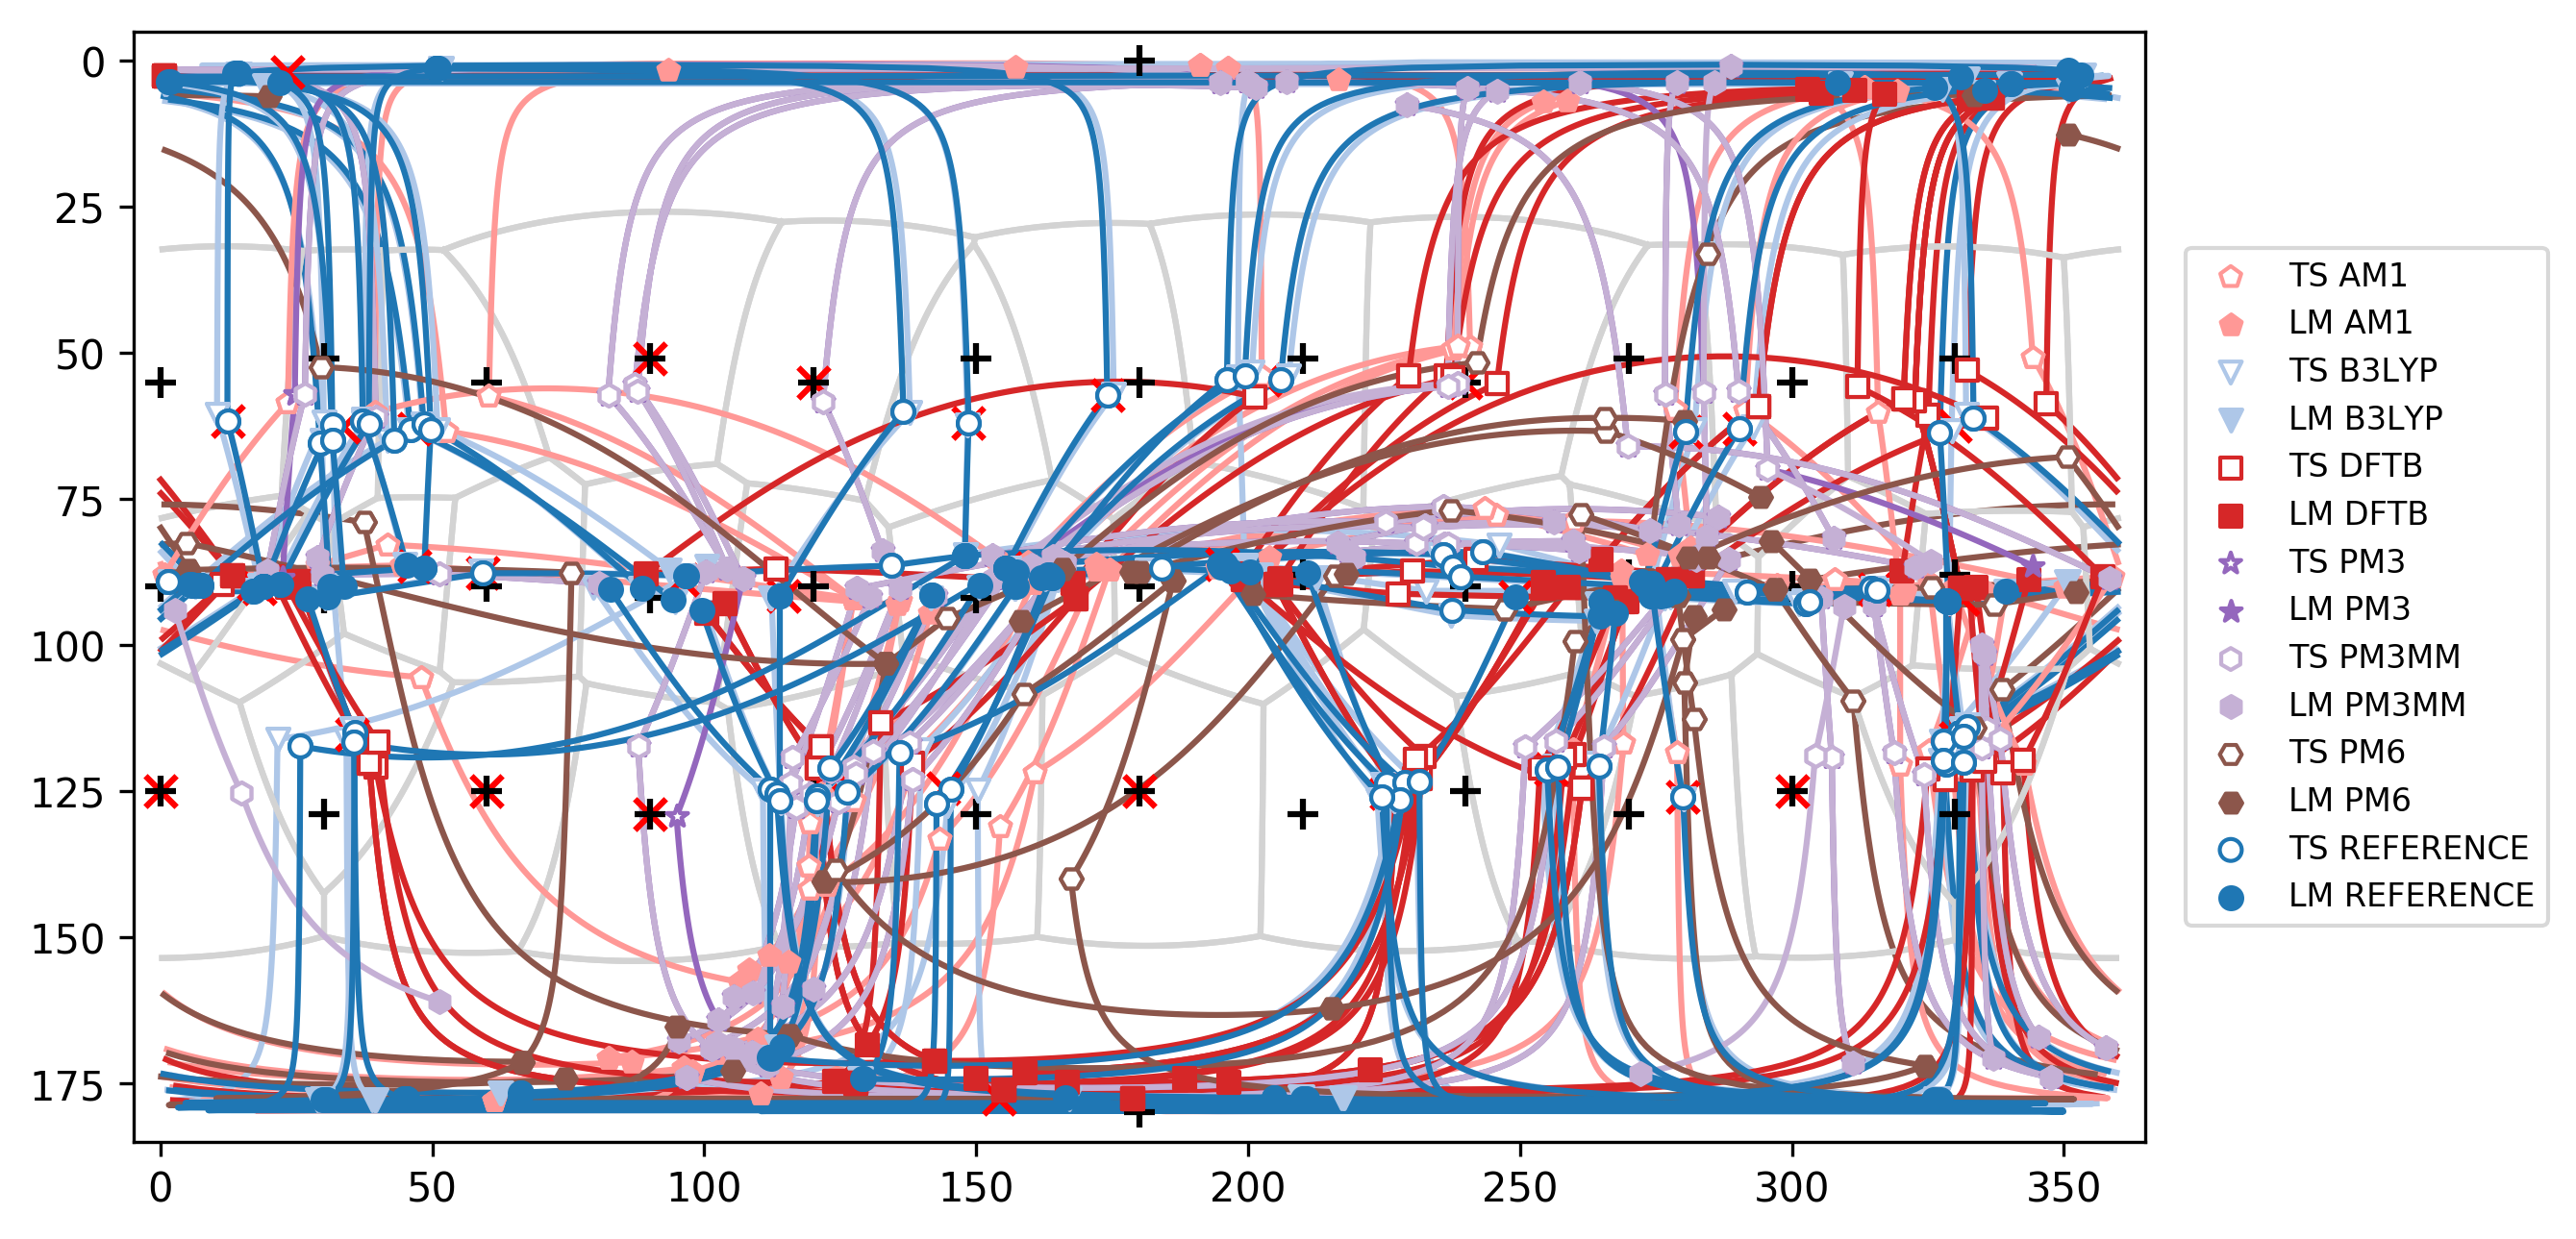 0
25
50
75
100
125
150
175
0
50
100
150
200
250
300
350
TS AM1
LM AM1
TS B3LYP
LM B3LYP
TS DFTB
LM DFTB
TS PM3
LM PM3
TS PM3MM
LM PM3MM
TS PM6
LM PM6
TS REFERENCE
LM REFERENCE